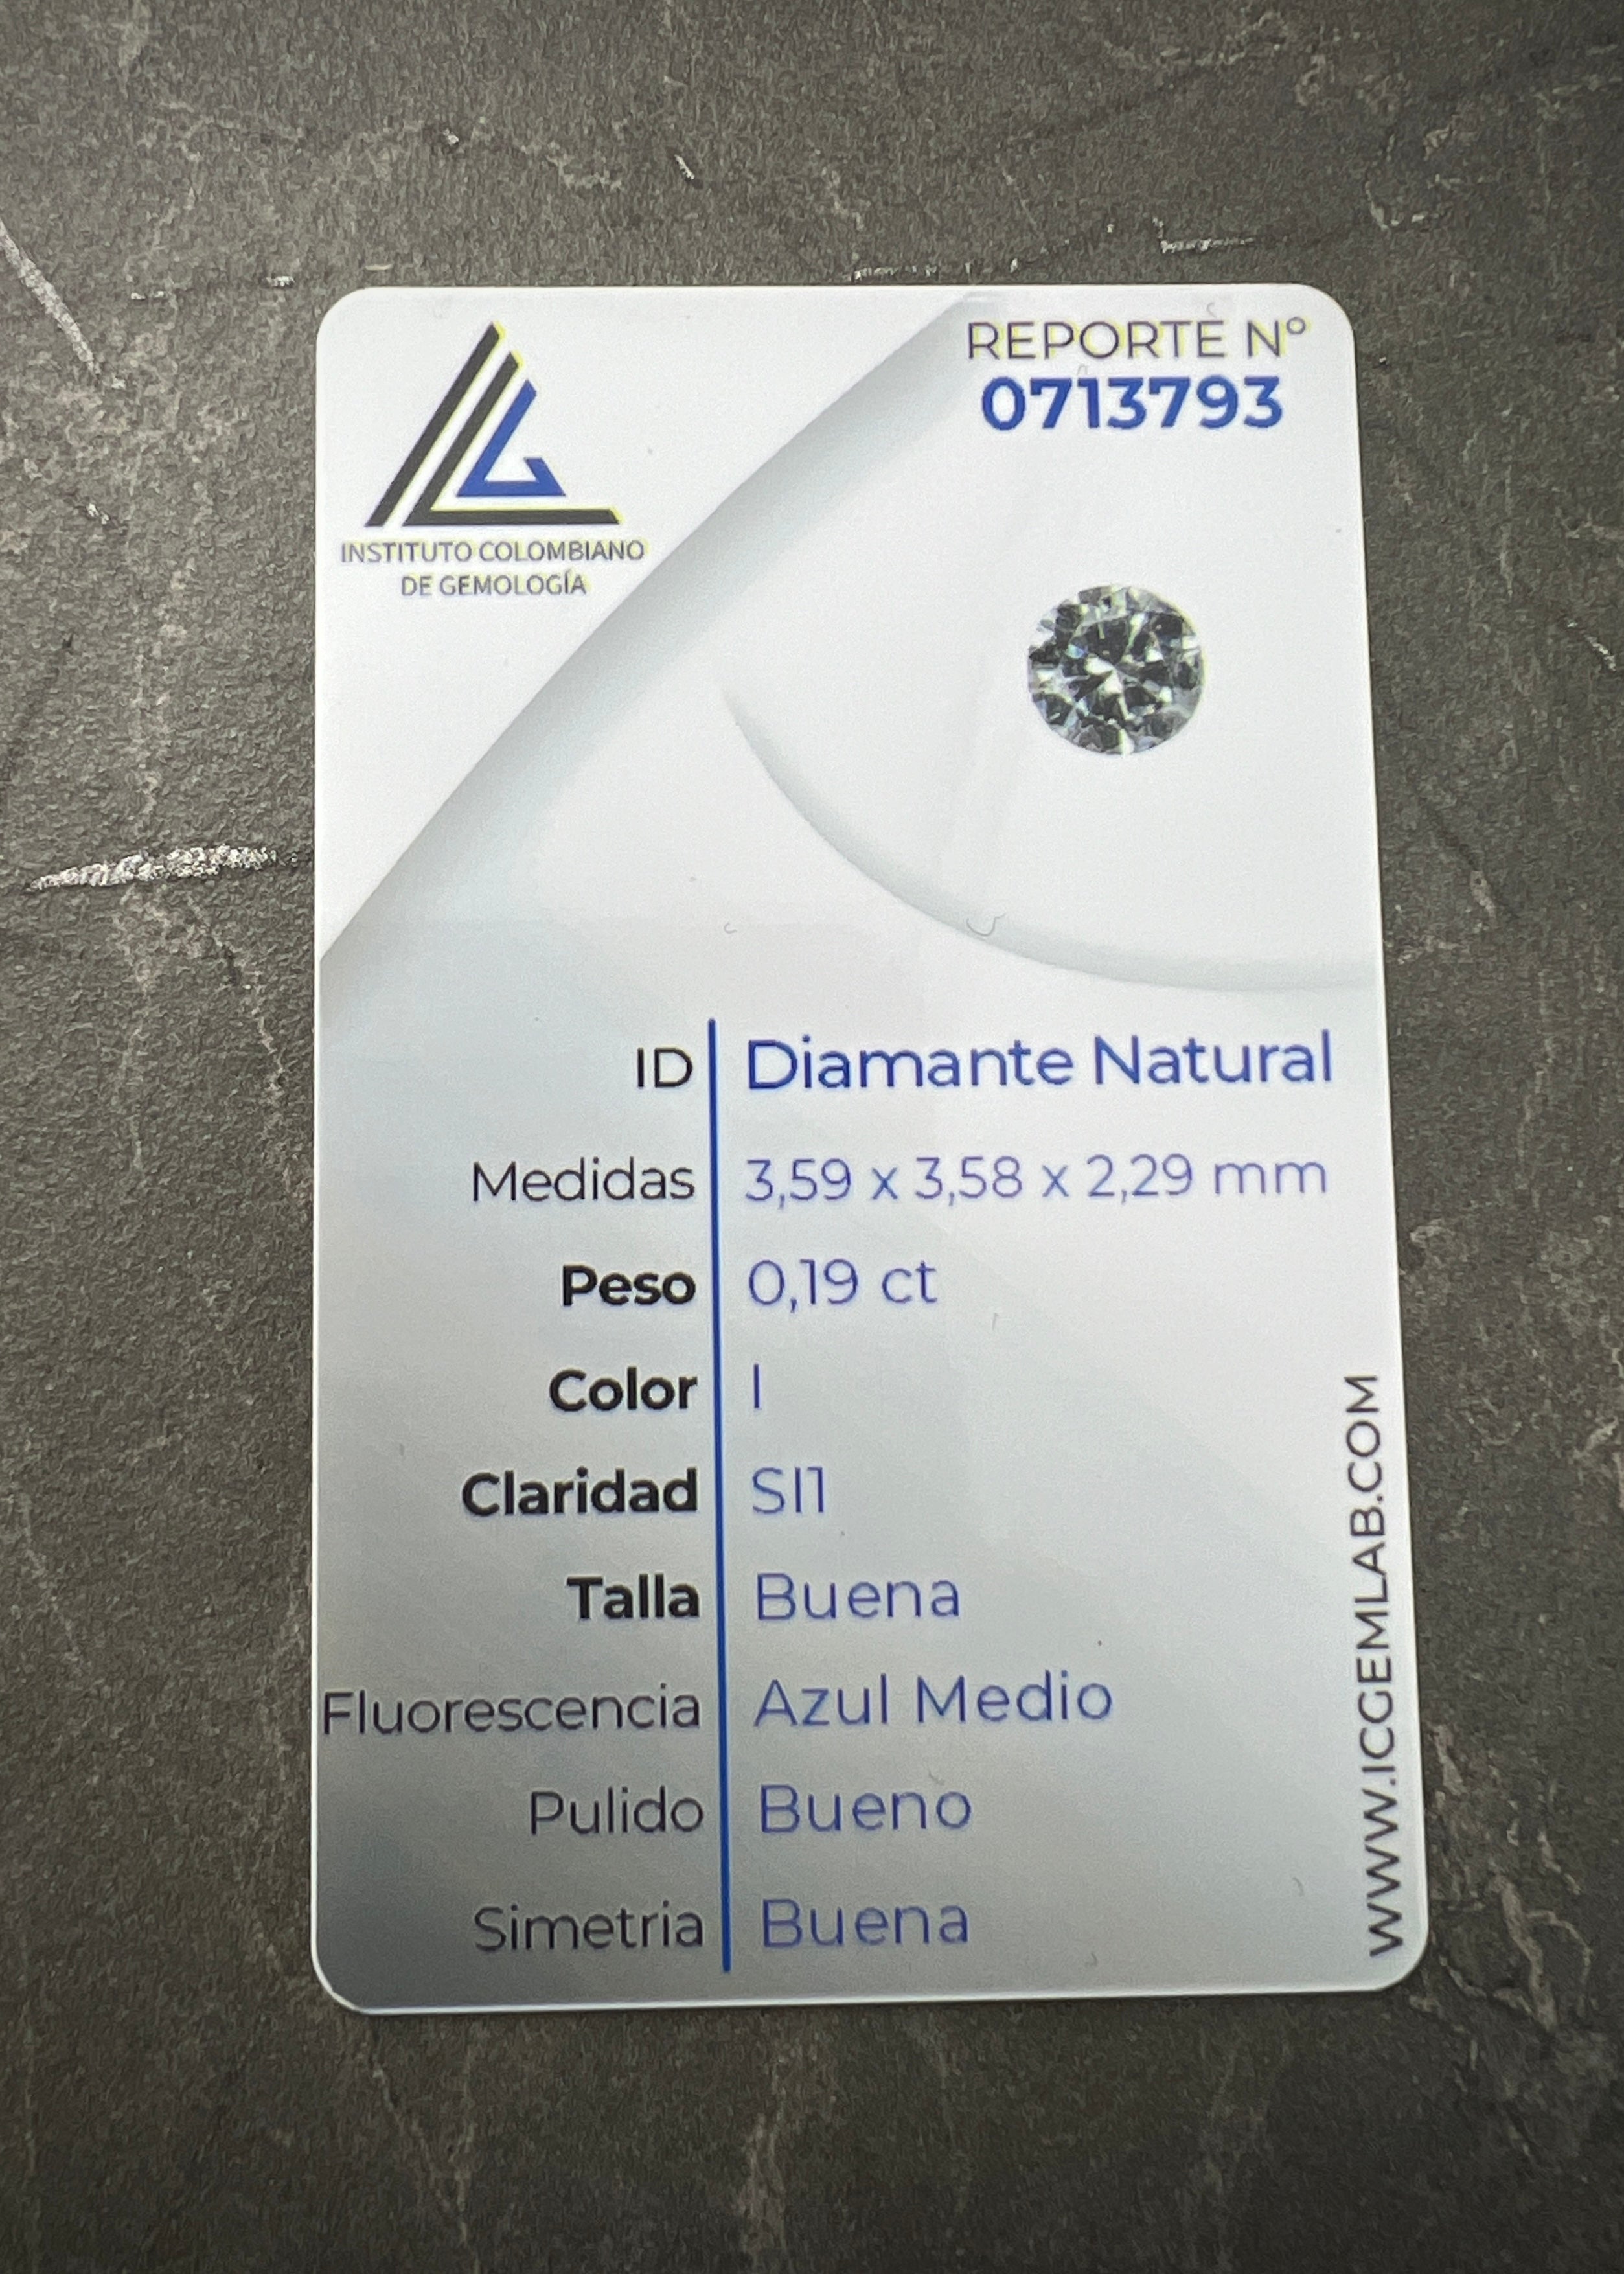 INSTITUTO COLOMBIANO
DE GEMOLOGÍA
REPORTE Nº
0713793
ID Diamante Natural
Medidas 3,59 x 3,58 x 2,29 mm
Peso 0,19 ct
Color I
Claridad SI1
Talla Buena
Fluorescencia Azul Medio
Pulido Bueno
Simetria Buena
WWW.ICGEMLAB.COM